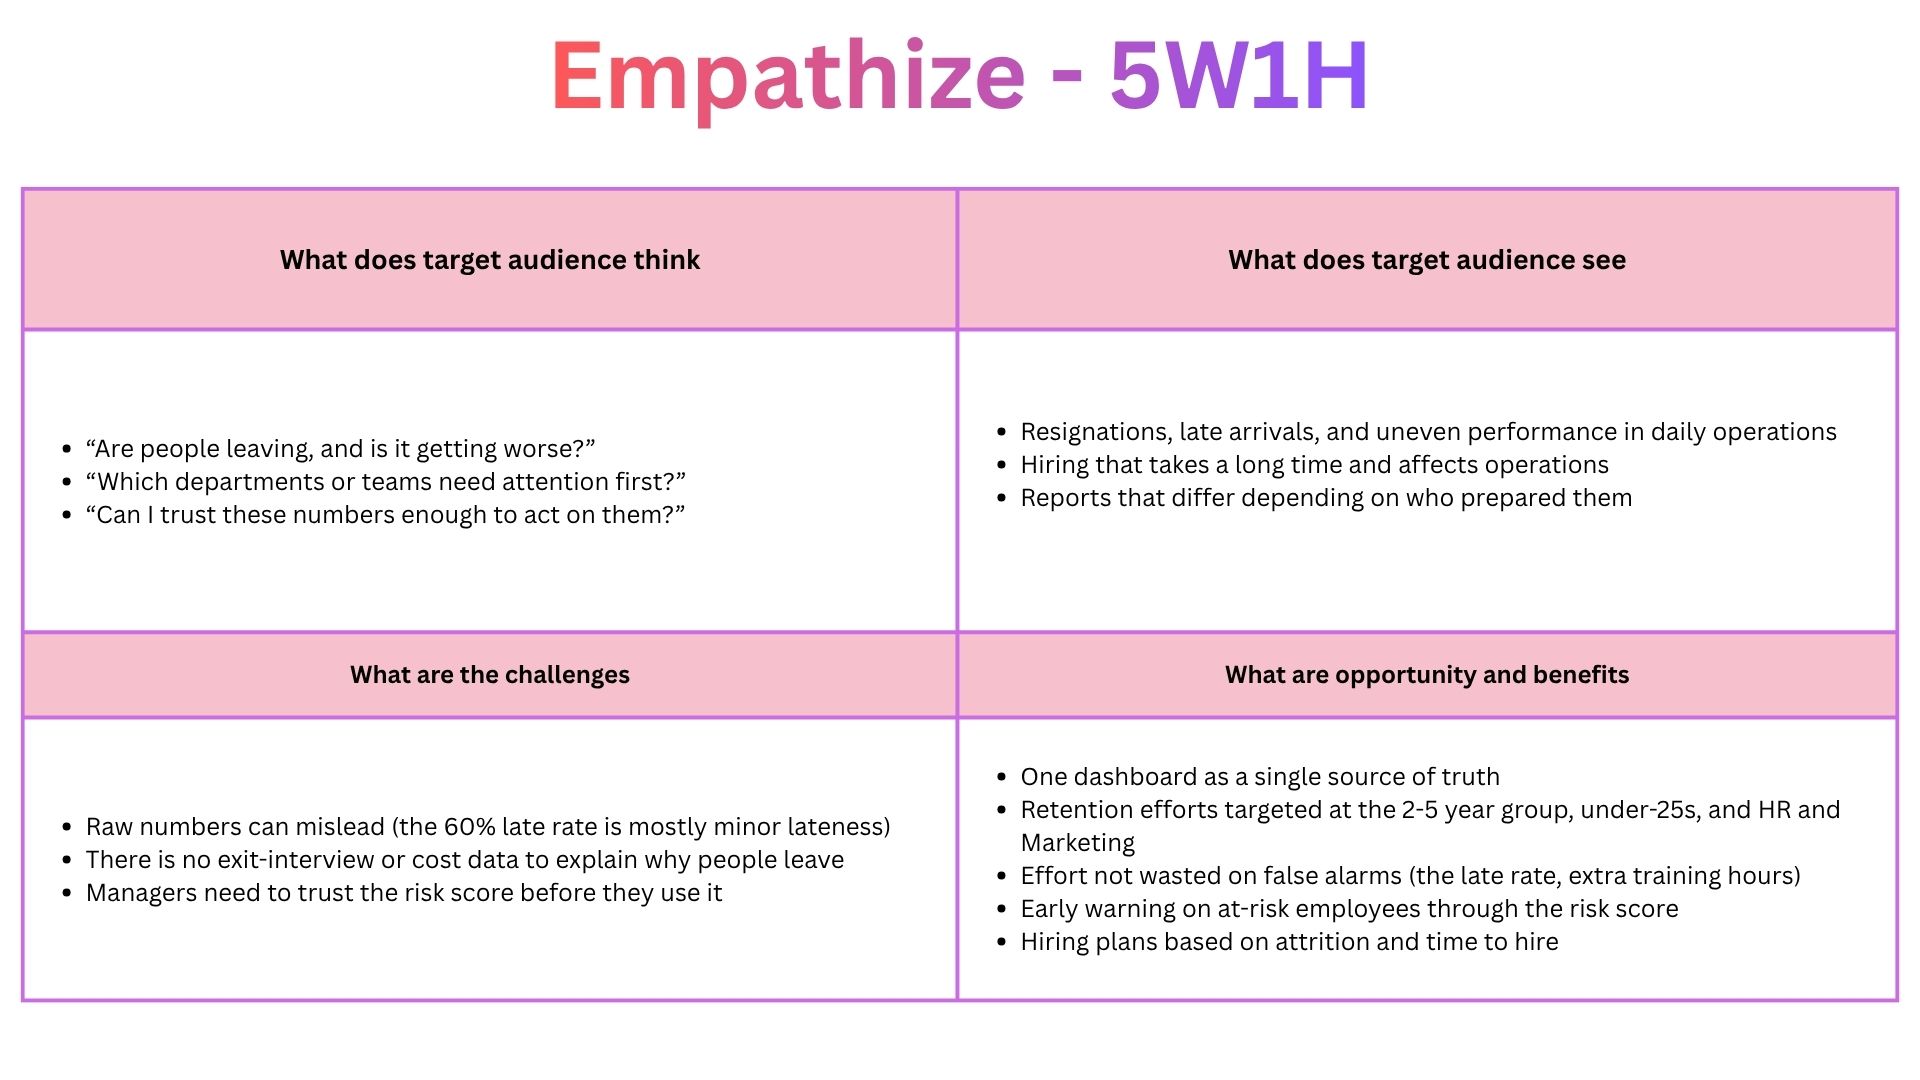 Empathize - 5W1H
What does target audience think
What does target audience see
• “Are people leaving, and is it getting worse?”
• “Which departments or teams need attention first?”
• “Can I trust these numbers enough to act on them?”
• Resignations, late arrivals, and uneven performance in daily operations
• Hiring that takes a long time and affects operations
• Reports that differ depending on who prepared them
What are the challenges
What are opportunity and benefits
• Raw numbers can mislead (the 60% late rate is mostly minor lateness)
• There is no exit-interview or cost data to explain why people leave
• Managers need to trust the risk score before they use it
• One dashboard as a single source of truth
• Retention efforts targeted at the 2-5 year group, under-25s, and HR and
Marketing
• Effort not wasted on false alarms (the late rate, extra training hours)
• Early warning on at-risk employees through the risk score
• Hiring plans based on attrition and time to hire